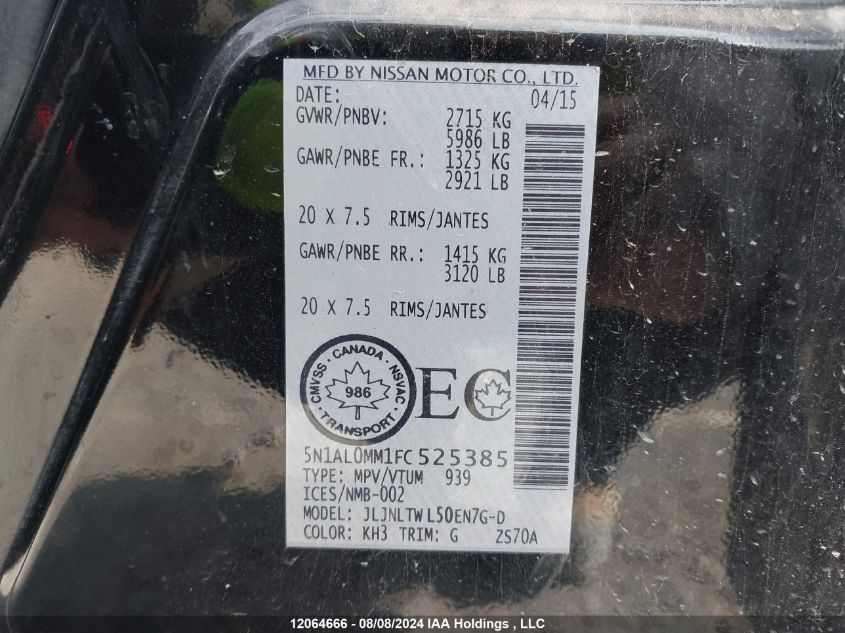 MFD BY NISSAN MOTOR CO., LTD.
DATE: 04/15
GVWR/PNBV: 2715 KG
5986 LB
GAWR/PNBE FR.: 1325 KG
2921 LB
20 X 7.5 RIMS/JANTES
GAWR/PNBE RR.: 1415 KG
3120 LB
20 X 7.5 RIMS/JANTES
CANADA
CMVSS NSVAC
986
TRANSPORT
EC
5N1AL0MM1FC525385
TYPE: MPV/VTUM 939
ICES/NMB-002
MODEL: JLJNLTWL50EN7G-D
COLOR: KH3 TRIM: G ZS70A
12064666 - 08/08/2024 IAA Holdings , LLC